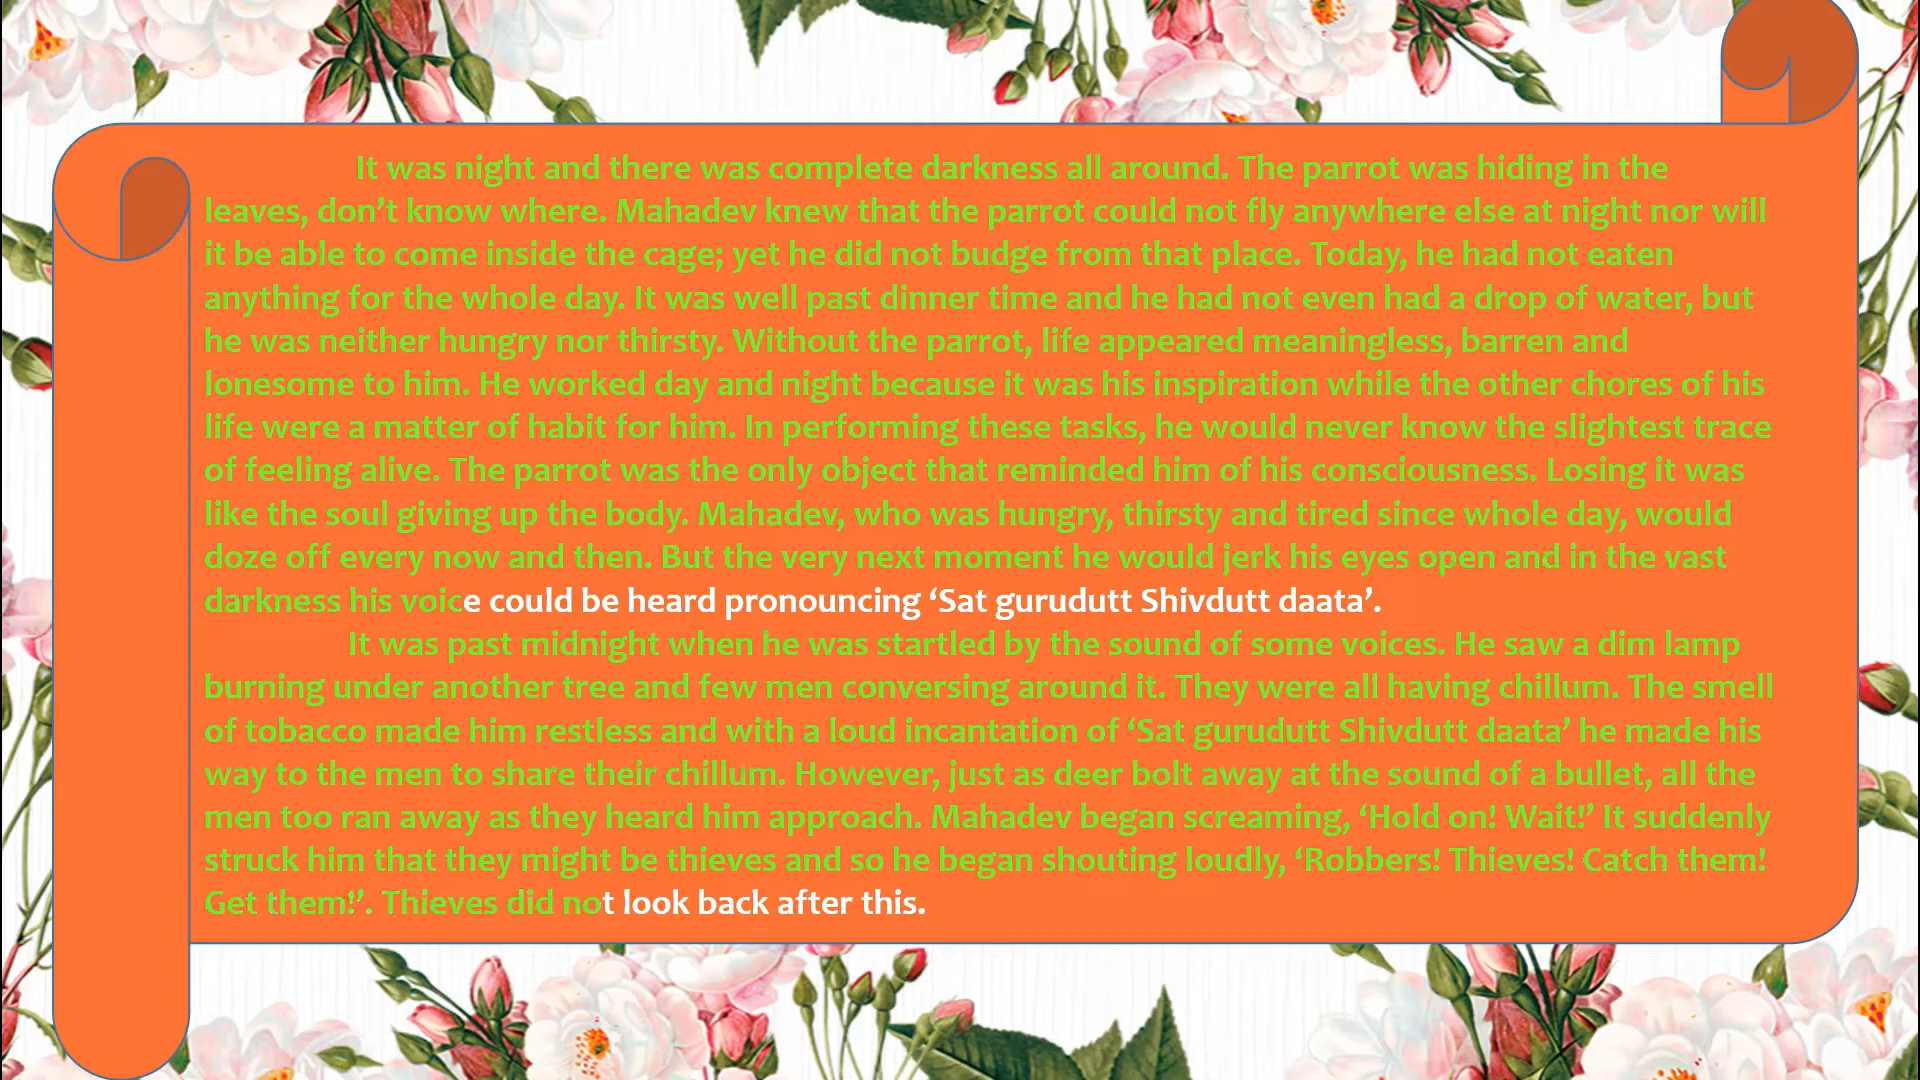 It was night and there was complete darkness all around. The parrot was hiding in the
leaves, don’t know where. Mahadev knew that the parrot could not fly anywhere else at night nor will
it be able to come inside the cage; yet he did not budge from that place. Today, he had not eaten
anything for the whole day. It was well past dinner time and he had not even had a drop of water, but
he was neither hungry nor thirsty. Without the parrot, life appeared meaningless, barren and
lonesome to him. He worked day and night because it was his inspiration while the other chores of his
life were a matter of habit for him. In performing these tasks, he would never know the slightest trace
of feeling alive. The parrot was the only object that reminded him of his consciousness. Losing it was
like the soul giving up the body. Mahadev, who was hungry, thirsty and tired since whole day, would
doze off every now and then. But the very next moment he would jerk his eyes open and in the vast
darkness his voice could be heard pronouncing ‘Sat gurudutt Shivdutt daata’.
It was past midnight when he was startled by the sound of some voices. He saw a dim lamp
burning under another tree and few men conversing around it. They were all having chillum. The smell
of tobacco made him restless and with a loud incantation of ‘Sat gurudutt Shivdutt daata’ he made his
way to the men to share their chillum. However, just as deer bolt away at the sound of a bullet, all the
men too ran away as they heard him approach. Mahadev began screaming, ‘Hold on! Wait!’ It suddenly
struck him that they might be thieves and so he began shouting loudly, ‘Robbers! Thieves! Catch them!
Get them!’. Thieves did not look back after this.